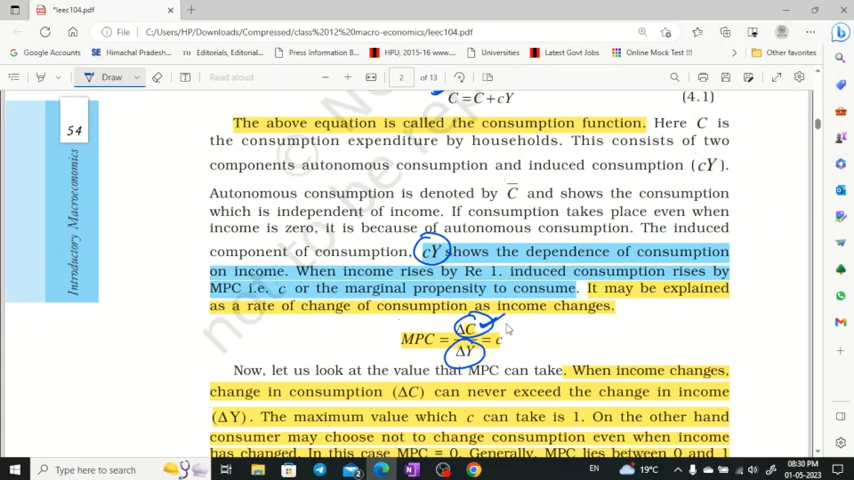 *leec104.pdf
File
C:/Users/HP/Downloads/Compressed/class%2012%20macro-economics/leec104.pdf
Google Accounts
Himachal Pradesh...
Editorials, Editorial...
Press Information B...
HPU, 2015-16 www....
Universities
Latest Govt Jobs
Online Mock Test |...
Other favorites
Draw
Read aloud
2
of 13
C = C̅ + cY (4.1)
54
Introductory Macroeconomics
The above equation is called the consumption function. Here C is
the consumption expenditure by households. This consists of two
components autonomous consumption and induced consumption (cY).
Autonomous consumption is denoted by C̅ and shows the consumption
which is independent of income. If consumption takes place even when
income is zero, it is because of autonomous consumption. The induced
component of consumption, cY shows the dependence of consumption
on income. When income rises by Re 1. induced consumption rises by
MPC i.e. c or the marginal propensity to consume. It may be explained
as a rate of change of consumption as income changes.
MPC = ΔC/ΔY = c
Now, let us look at the value that MPC can take. When income changes,
change in consumption (ΔC) can never exceed the change in income
(ΔY). The maximum value which c can take is 1. On the other hand
consumer may choose not to change consumption even when income
has changed. In this case MPC = 0. Generally, MPC lies between 0 and 1
not to be rep
Type here to search
2
EN
19°C
08:30 PM
01-05-2023